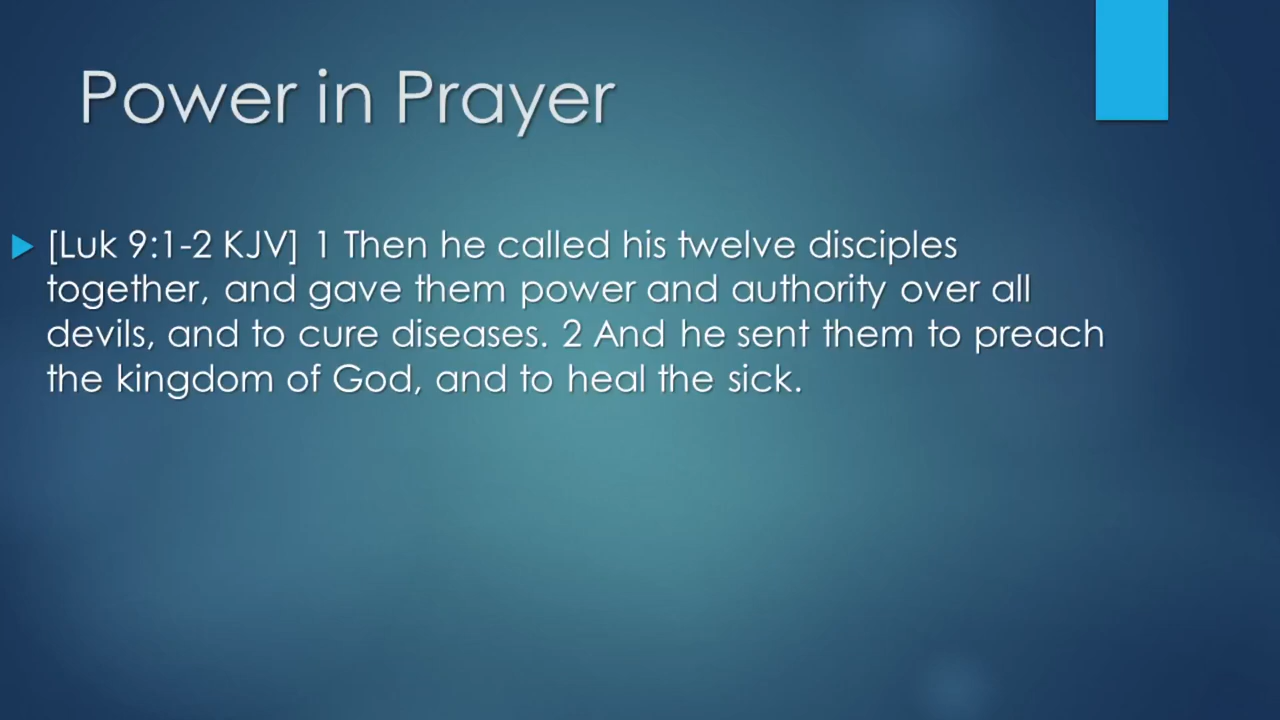 Power in Prayer
[Luk 9:1-2 KJV] 1 Then he called his twelve disciples
together, and gave them power and authority over all
devils, and to cure diseases. 2 And he sent them to preach
the kingdom of God, and to heal the sick.